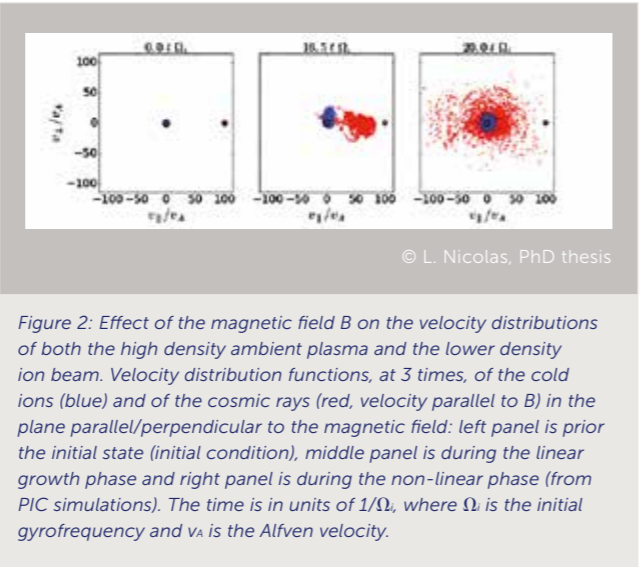 0.0 t Ωi 16.5 t Ωi 20.0 t Ωi
100
50
0
−50
−100
v⊥/vA
−100 −50 0 50 100 −100 −50 0 50 100 −100 −50 0 50 100
v∥/vA v∥/vA v∥/vA
© L. Nicolas, PhD thesis
Figure 2: Effect of the magnetic field B on the velocity distributions
of both the high density ambient plasma and the lower density
ion beam. Velocity distribution functions, at 3 times, of the cold
ions (blue) and of the cosmic rays (red, velocity parallel to B) in the
plane parallel/perpendicular to the magnetic field: left panel is prior
the initial state (initial condition), middle panel is during the linear
growth phase and right panel is during the non-linear phase (from
PIC simulations). The time is in units of 1/Ωi, where Ωi is the initial
gyrofrequency and vA is the Alfven velocity.